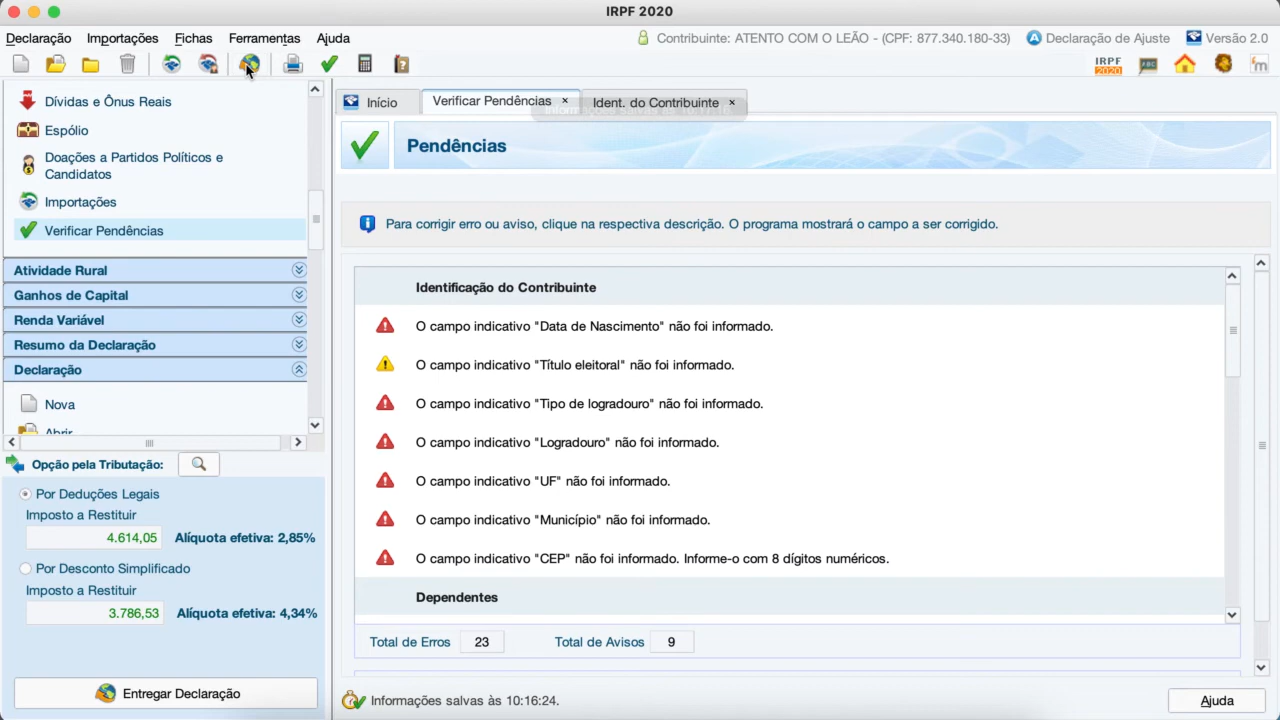 IRPF 2020
Declaração Importações Fichas Ferramentas Ajuda
Contribuinte: ATENTO COM O LEÃO - (CPF: 877.340.180-33) Declaração de Ajuste Versão 2.0
IRPF 2020
Dívidas e Ônus Reais
Espólio
Doações a Partidos Políticos e
Candidatos
Importações
Verificar Pendências
Atividade Rural
Ganhos de Capital
Renda Variável
Resumo da Declaração
Declaração
Nova
Abrir
Opção pela Tributação:
Por Deduções Legais
Imposto a Restituir
4.614,05 Alíquota efetiva: 2,85%
Por Desconto Simplificado
Imposto a Restituir
3.786,53 Alíquota efetiva: 4,34%
Entregar Declaração
Início Verificar Pendências × Ident. do Contribuinte ×
Pendências
Para corrigir erro ou aviso, clique na respectiva descrição. O programa mostrará o campo a ser corrigido.
Identificação do Contribuinte
O campo indicativo "Data de Nascimento" não foi informado.
O campo indicativo "Título eleitoral" não foi informado.
O campo indicativo "Tipo de logradouro" não foi informado.
O campo indicativo "Logradouro" não foi informado.
O campo indicativo "UF" não foi informado.
O campo indicativo "Município" não foi informado.
O campo indicativo "CEP" não foi informado. Informe-o com 8 dígitos numéricos.
Dependentes
Total de Erros 23 Total de Avisos 9
Informações salvas às 10:16:24.
Ajuda